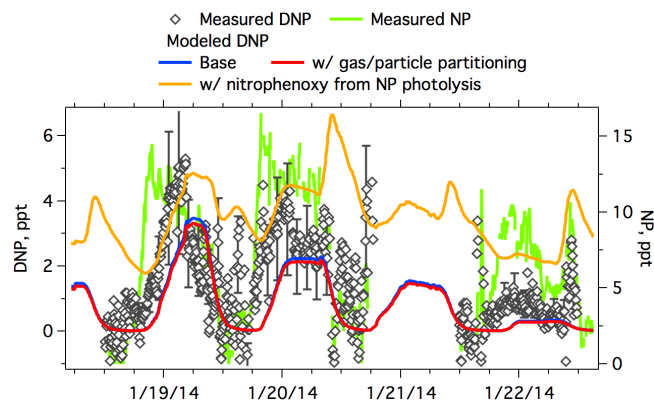 Measured DNP Measured NP
Modeled DNP
Base w/ gas/particle partitioning
w/ nitrophenoxy from NP photolysis
6
4
2
0
DNP, ppt
15
10
5
0
NP, ppt
1/19/14 1/20/14 1/21/14 1/22/14